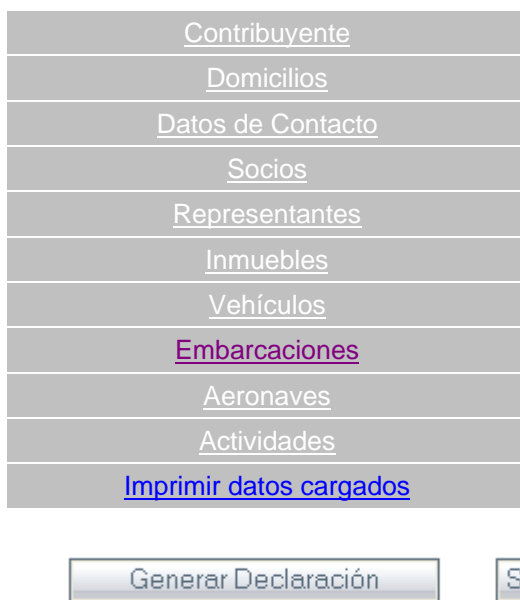 Contribuyente
Domicilios
Datos de Contacto
Socios
Representantes
Inmuebles
Vehículos
Embarcaciones
Aeronaves
Actividades
Imprimir datos cargados
Generar Declaración